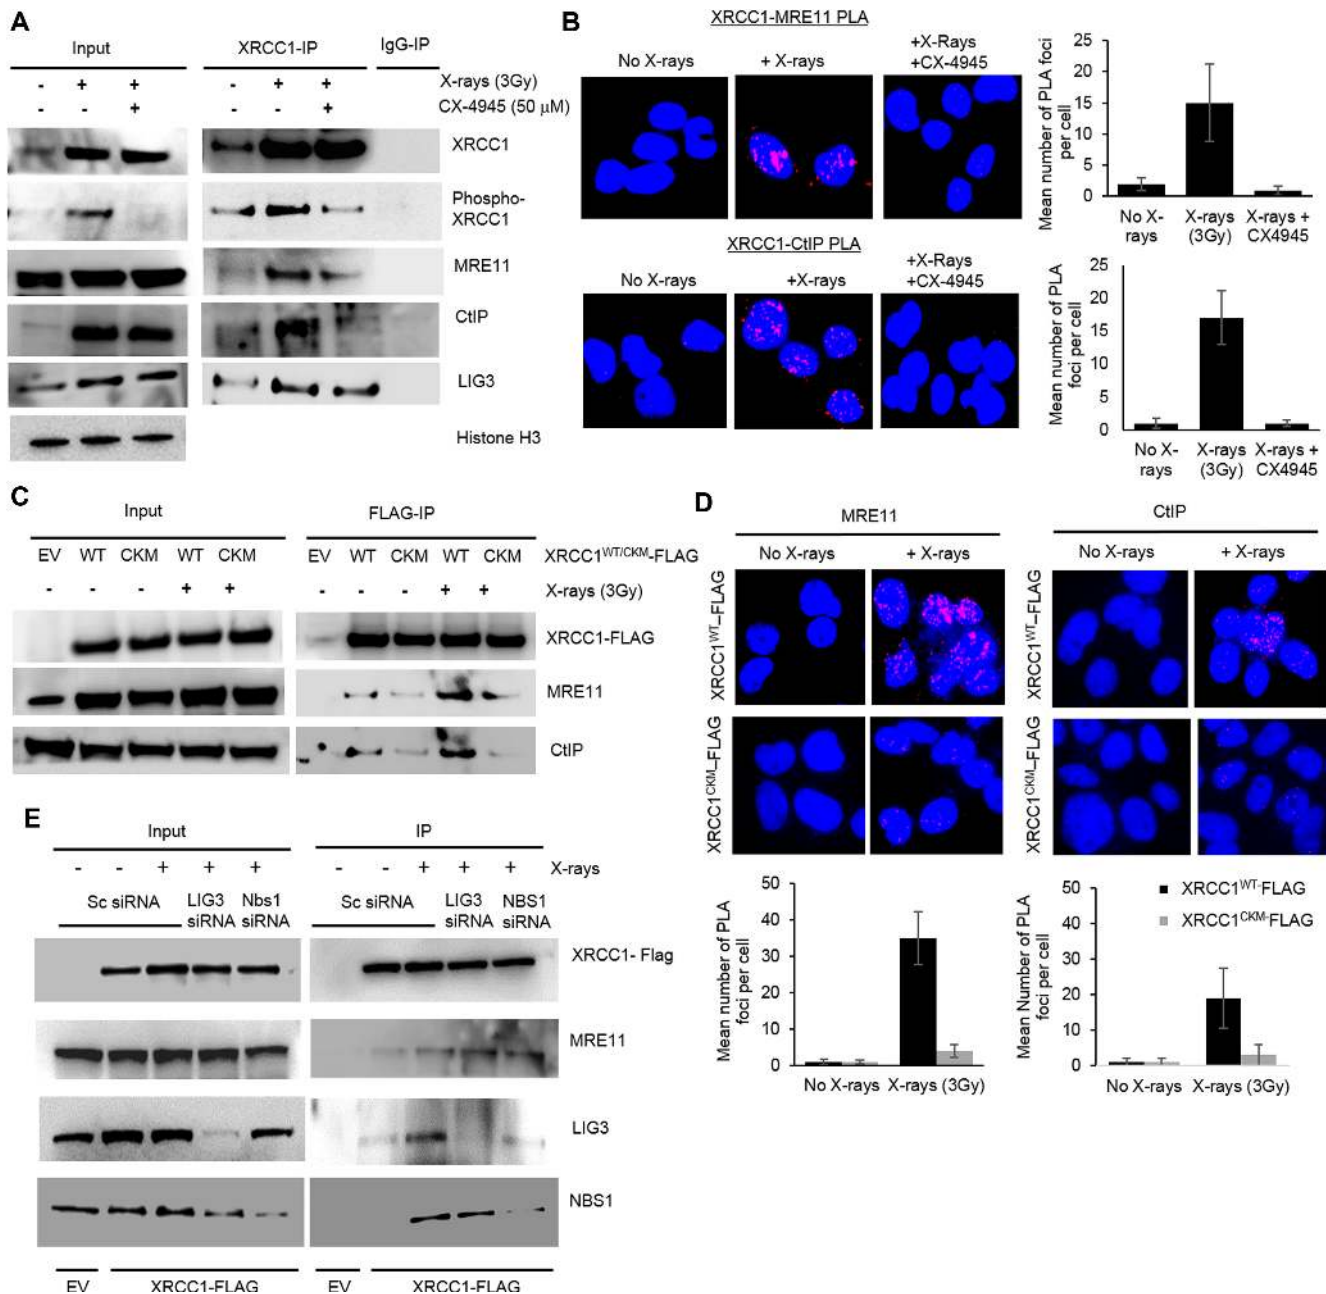 A
Input
XRCC1-IP
IgG-IP
- + + - + + X-rays (3Gy)
- - + - - + CX-4945 (50 µM)
XRCC1
Phospho-
XRCC1
MRE11
CtIP
LIG3
Histone H3
B
XRCC1-MRE11 PLA
No X-rays
+ X-rays
+X-Rays
+CX-4945
Mean number of PLA foci
per cell
25
20
15
10
5
0
No X-
rays
X-rays
(3Gy)
X-rays +
CX4945
XRCC1-CtIP PLA
No X-rays
+X-rays
+X-Rays
+CX-4945
Mean number of PLA
foci per cell
25
20
15
10
5
0
No X-
rays
X-rays
(3Gy)
X-rays +
CX4945
C
Input
FLAG-IP
EV WT CKM WT CKM EV WT CKM WT CKM XRCC1WT/CKM-FLAG
- - - + + - - - + + X-rays (3Gy)
XRCC1-FLAG
MRE11
CtIP
D
MRE11
CtIP
No X-rays
+ X-rays
No X-rays
+ X-rays
XRCC1WT–FLAG
XRCC1WT–FLAG
XRCC1CKM–FLAG
XRCC1CKM–FLAG
Mean number of PLA
foci per cell
50
40
30
20
10
0
No X-rays
X-rays (3Gy)
Mean Number of PLA
foci per cell
50
40
30
20
10
0
No X-rays
X-rays (3Gy)
XRCC1WT-FLAG
XRCC1CKM-FLAG
E
Input
IP
- - + + + - - + + + X-rays
Sc siRNA
LIG3
siRNA
Nbs1
siRNA
Sc siRNA
LIG3
siRNA
NBS1
siRNA
XRCC1- Flag
MRE11
LIG3
NBS1
EV
XRCC1-FLAG
EV
XRCC1-FLAG